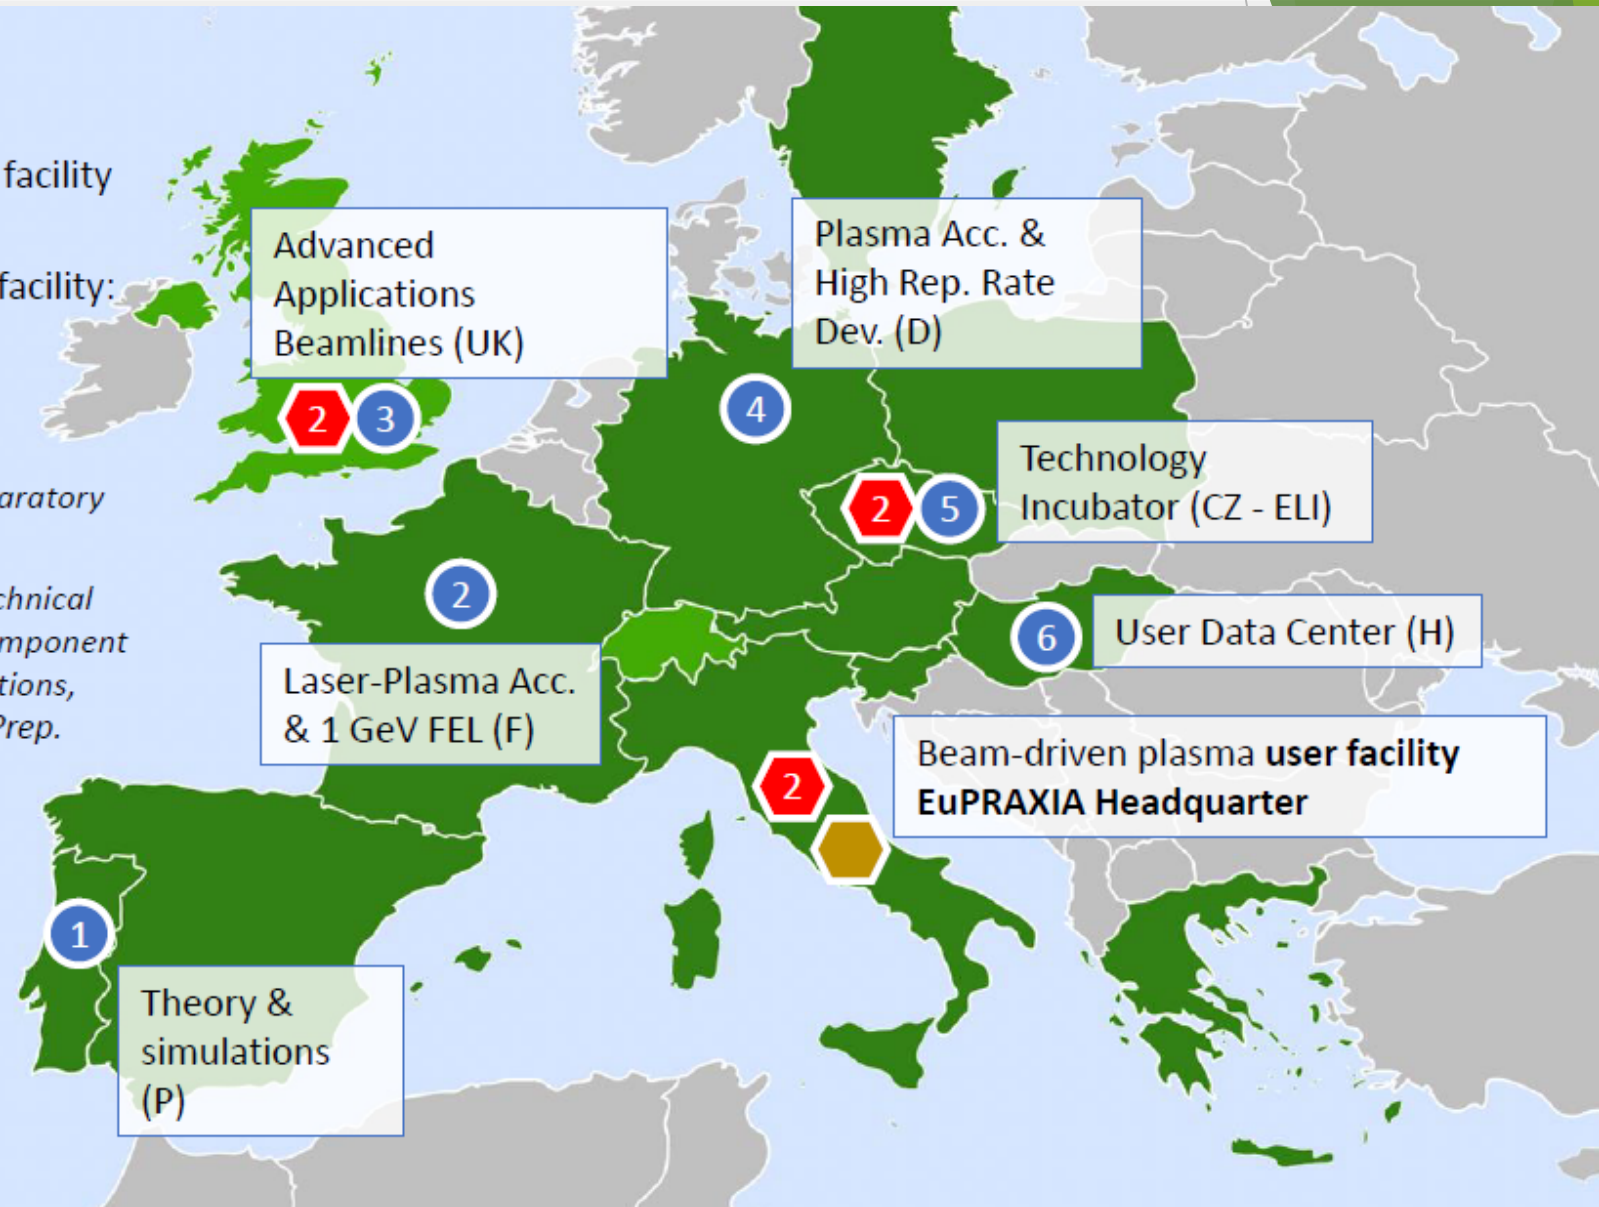 facility
facility:
aratory
chnical
mponent
tions,
Prep.
Advanced
Applications
Beamlines (UK)
2
3
Plasma Acc. &
High Rep. Rate
Dev. (D)
4
Technology
Incubator (CZ - ELI)
2
5
2
Laser-Plasma Acc.
& 1 GeV FEL (F)
6
User Data Center (H)
Beam-driven plasma user facility
EuPRAXIA Headquarter
2
1
Theory &
simulations
(P)